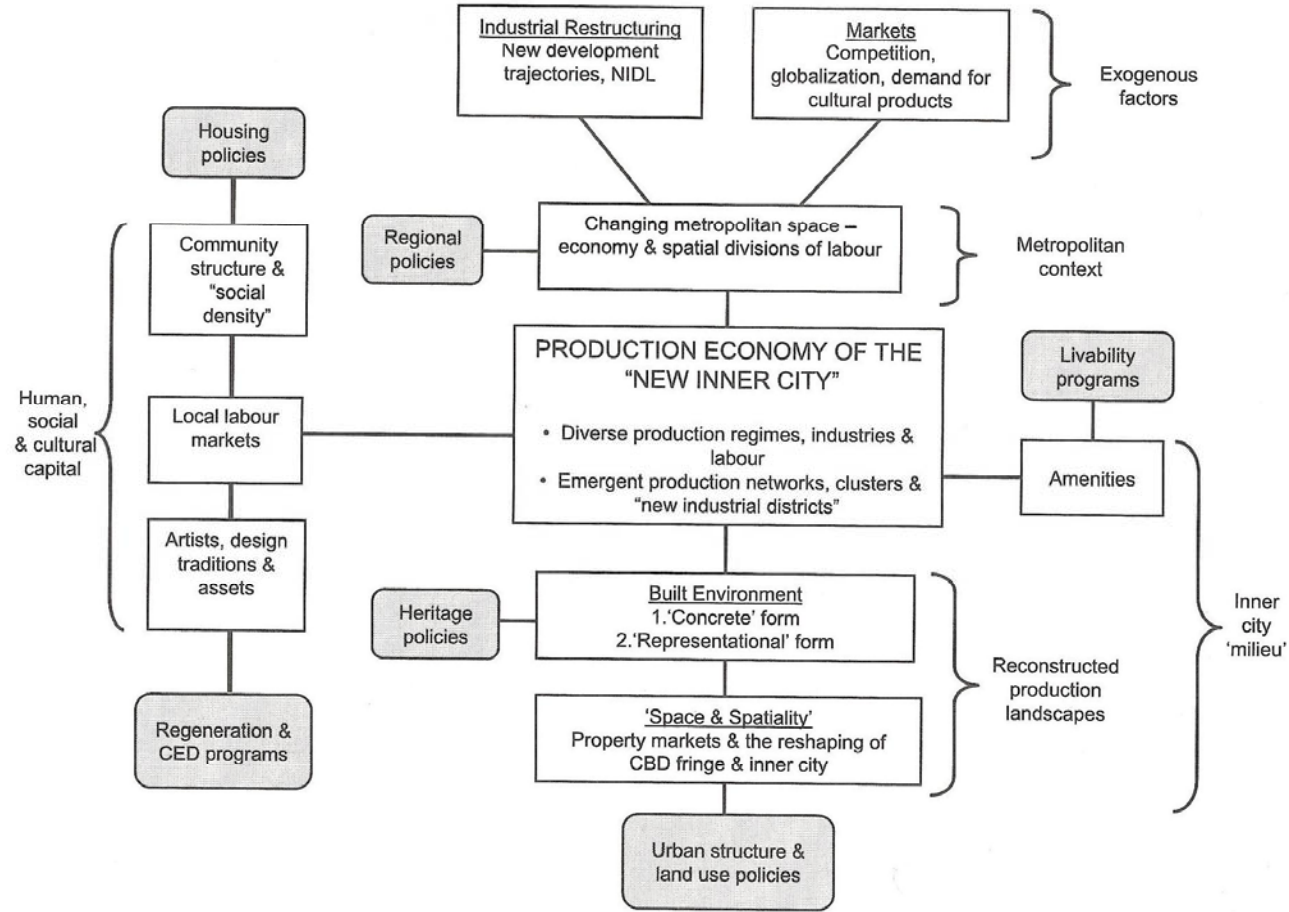 Industrial Restructuring
New development
trajectories, NIDL
Markets
Competition,
globalization, demand for
cultural products
Exogenous
factors
Housing
policies
Regional
policies
Changing metropolitan space –
economy & spatial divisions of labour
Metropolitan
context
Community
structure &
"social
density"
PRODUCTION ECONOMY OF THE
"NEW INNER CITY"
• Diverse production regimes, industries &
labour
• Emergent production networks, clusters &
"new industrial districts"
Livability
programs
Human,
social
& cultural
capital
Local labour
markets
Amenities
Artists, design
traditions &
assets
Heritage
policies
Built Environment
1.'Concrete' form
2.'Representational' form
Inner
city
'milieu'
Reconstructed
production
landscapes
Regeneration &
CED programs
'Space & Spatiality'
Property markets & the reshaping of
CBD fringe & inner city
Urban structure &
land use policies